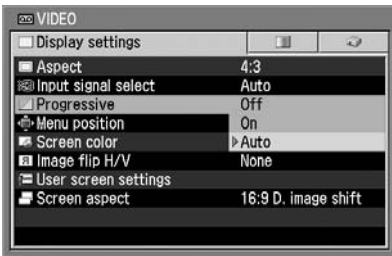 VIDEO
Display settings
Aspect 4:3
Input signal select Auto
Progressive Off
Menu position On
Screen color Auto
Image flip H/V None
User screen settings
Screen aspect 16:9 D. image shift